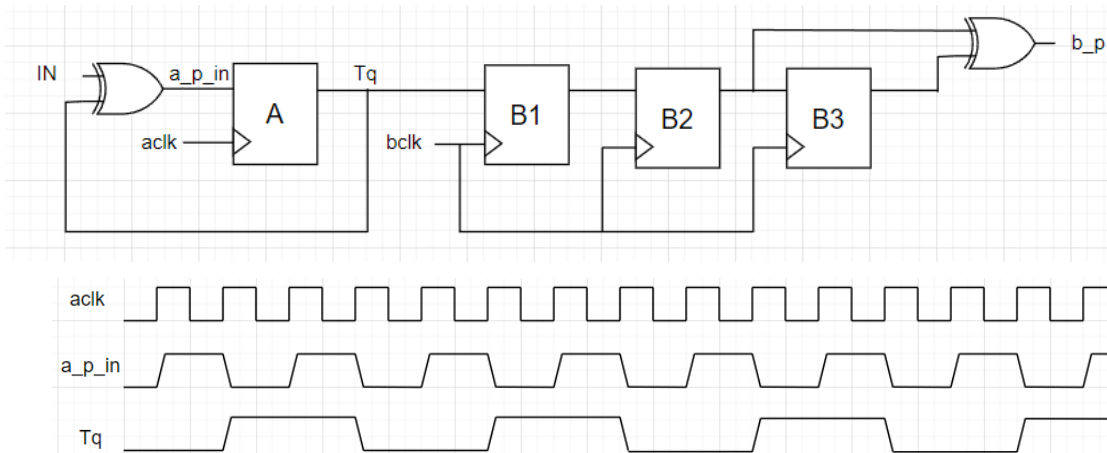 IN
a_p_in
A
aclk
Tq
bclk
B1
B2
B3
b_p
aclk
a_p_in
Tq